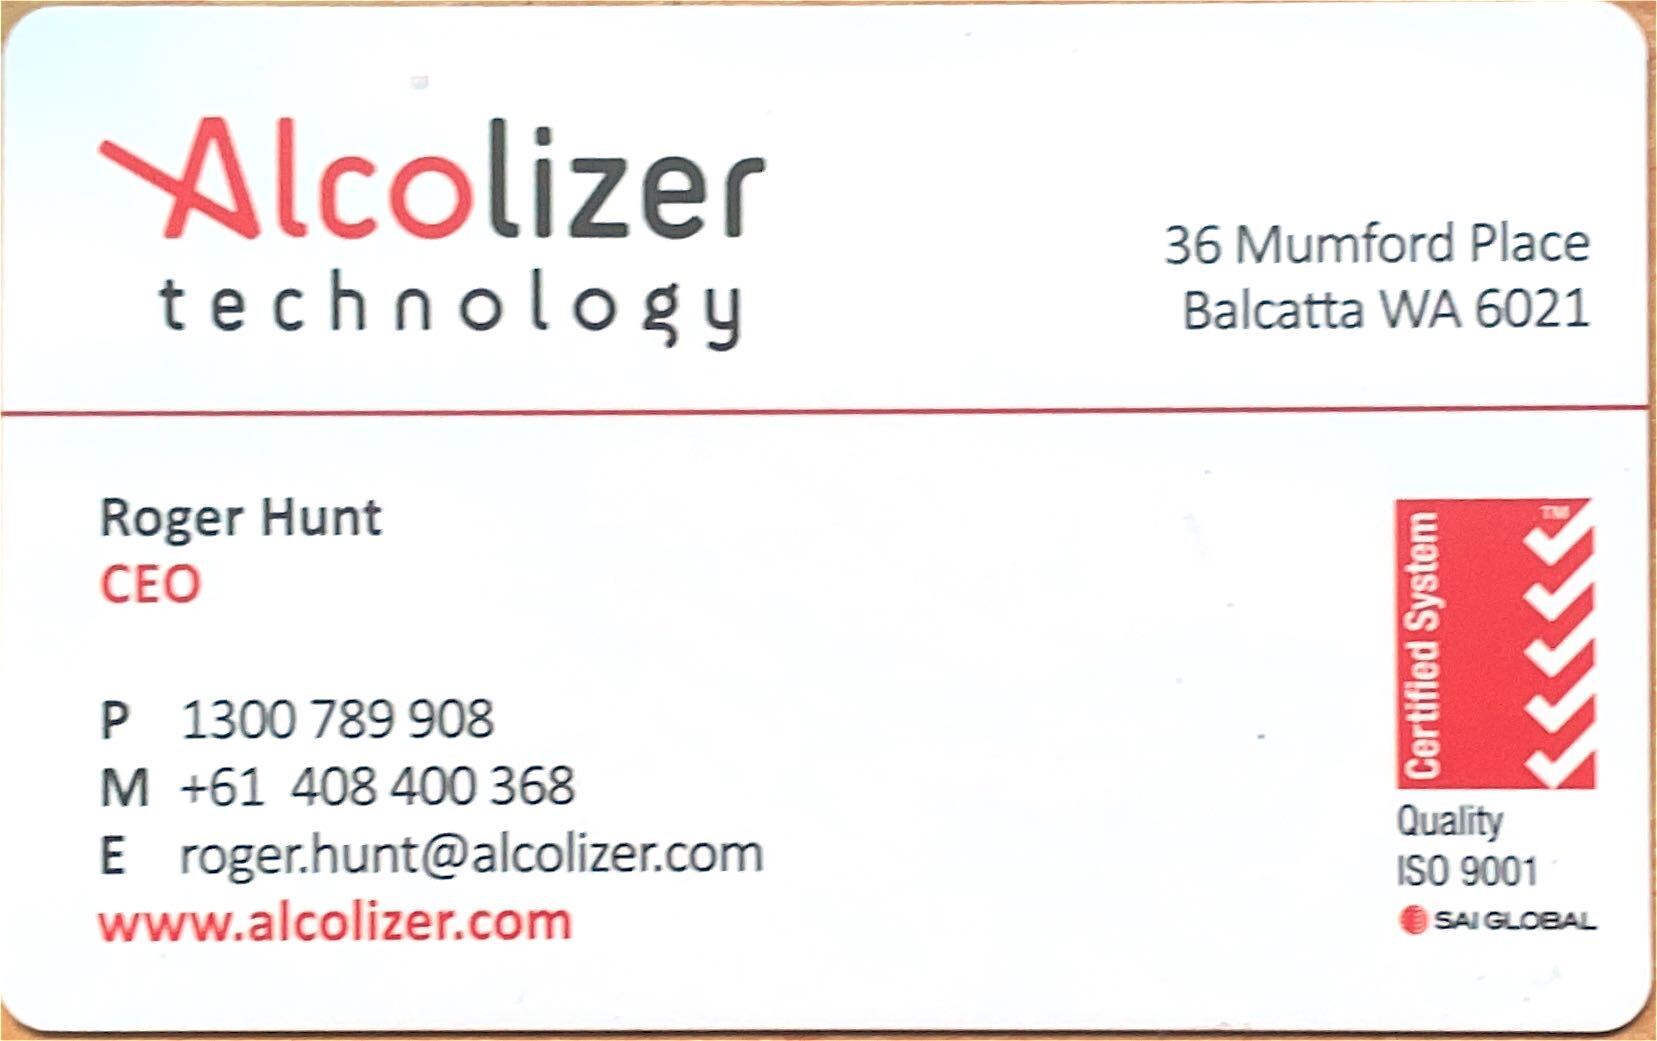 Alcolizer
technology
36 Mumford Place
Balcatta WA 6021
Roger Hunt
CEO
P 1300 789 908
M +61 408 400 368
E roger.hunt@alcolizer.com
www.alcolizer.com
Certified System
TM
Quality
ISO 9001
SAI GLOBAL